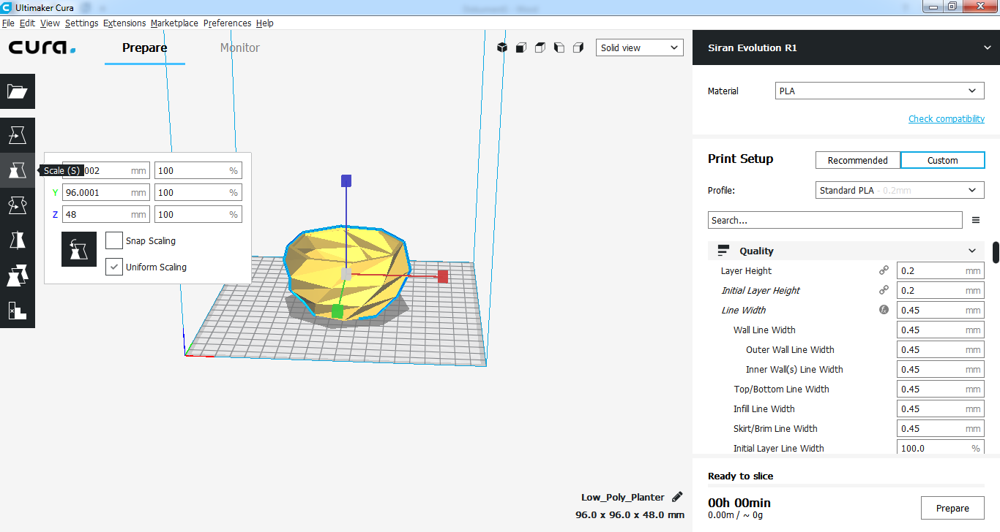 Ultimaker Cura
File Edit View Settings Extensions Marketplace Preferences Help
cura.
Prepare
Monitor
Solid view
Scale (S)
002 mm 100 %
Y 96.0001 mm 100 %
Z 48 mm 100 %
Snap Scaling
Uniform Scaling
Low_Poly_Planter
96.0 x 96.0 x 48.0 mm
Siran Evolution R1
Material PLA
Check compatibility
Print Setup Recommended Custom
Profile: Standard PLA - 0.2mm
Search...
Quality
Layer Height 0.2 mm
Initial Layer Height 0.2 mm
Line Width 0.45 mm
Wall Line Width 0.45 mm
Outer Wall Line Width 0.45 mm
Inner Wall(s) Line Width 0.45 mm
Top/Bottom Line Width 0.45 mm
Infill Line Width 0.45 mm
Skirt/Brim Line Width 0.45 mm
Initial Layer Line Width 100.0 %
Ready to slice
00h 00min
0.00m / ~ 0g
Prepare